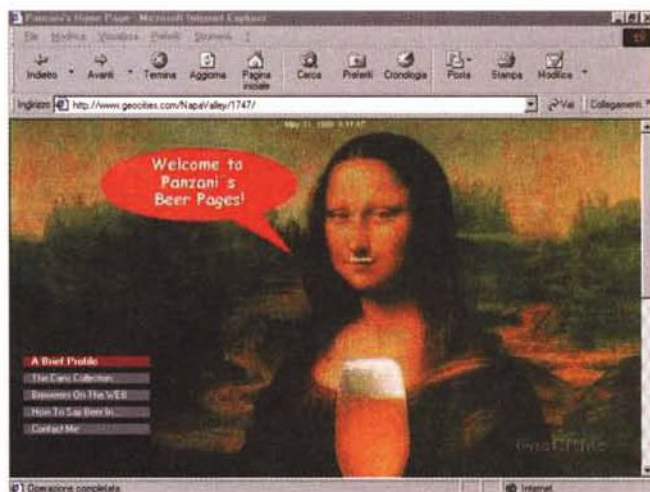 Panzani's Home Page - Microsoft Internet Explorer
File Modifica Visualizza Preferiti Strumenti ?
Indietro Avanti Termina Aggiorna Pagina iniziale Cerca Preferiti Cronologia Posta Stampa Modifica
Indirizzo http://www.geocities.com/NapaValley/1747/ Vai Collegamenti
Welcome to
Panzani´s
Beer Pages!
A Brief Profile
The Cans Collection
Breweries On The WEB
How To Say Beer In...
Contact Me
GeoCities
Operazione completata Internet